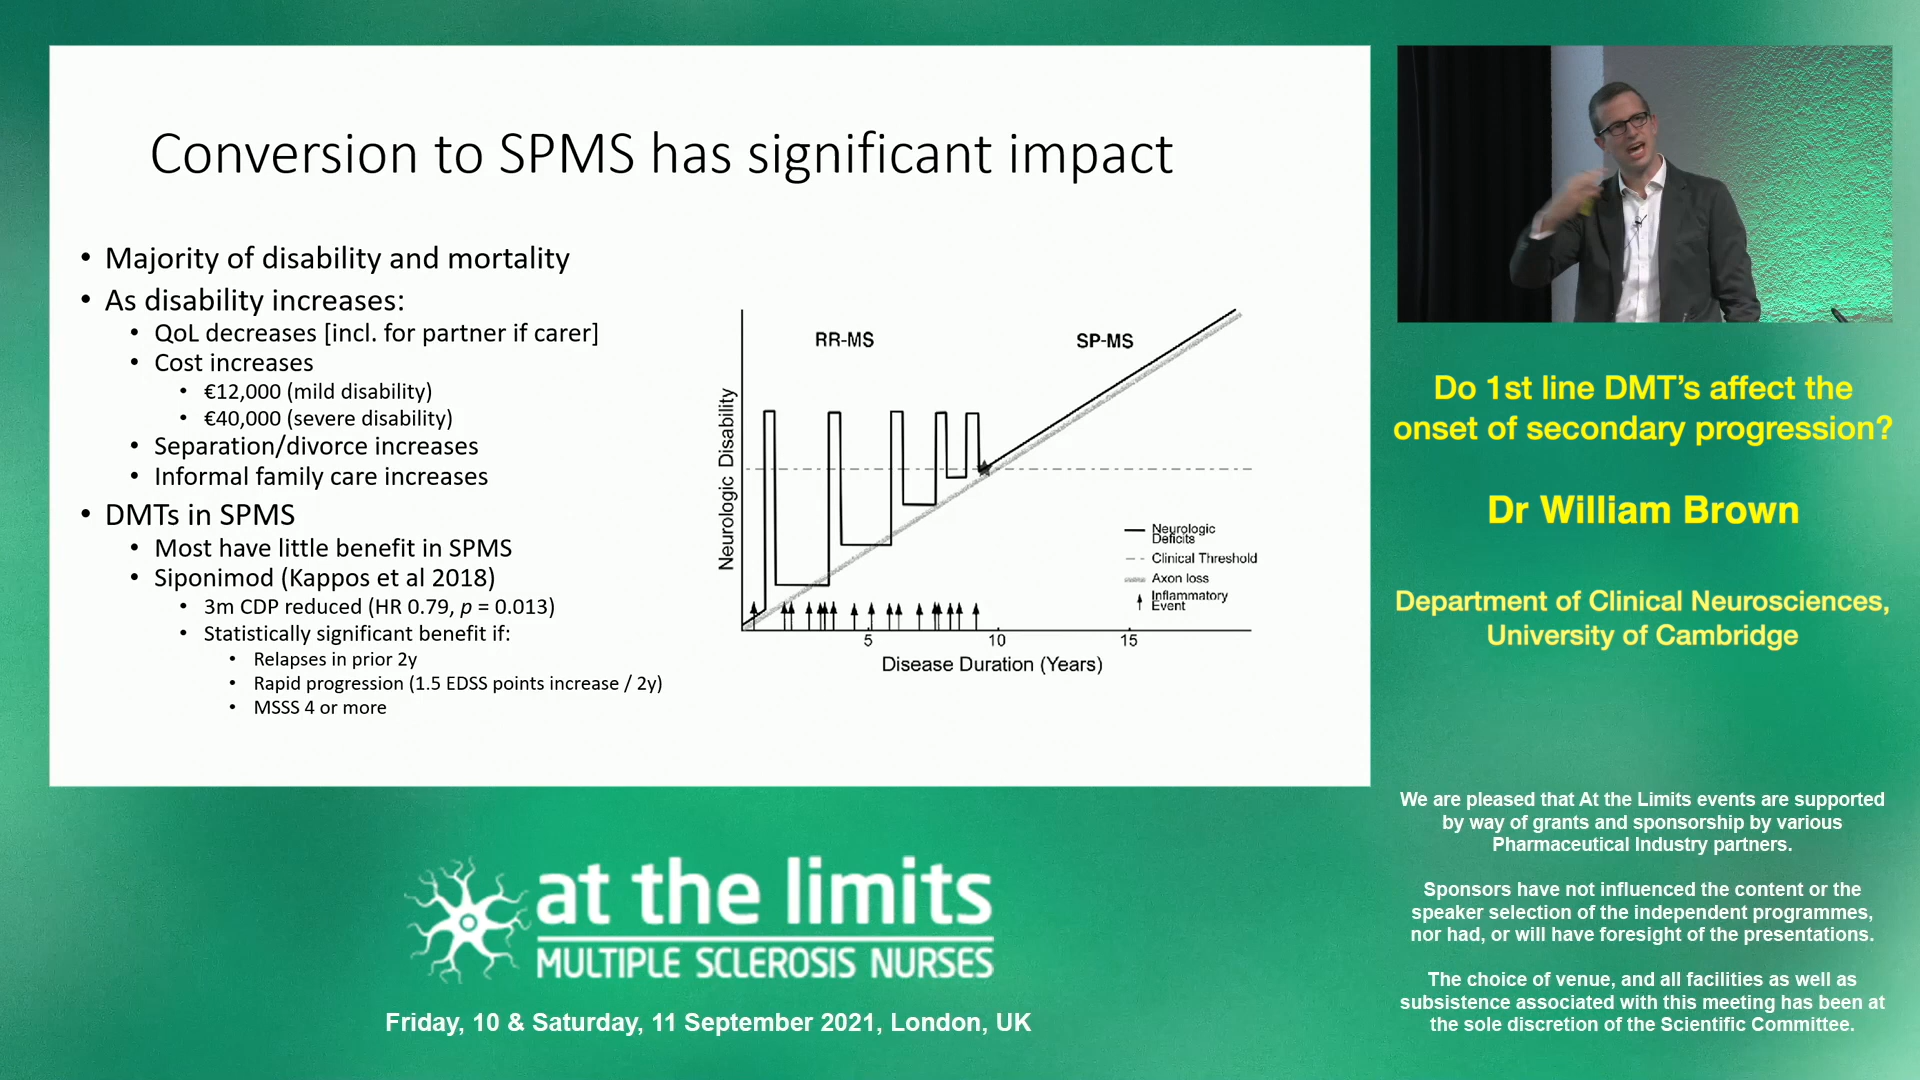 Conversion to SPMS has significant impact
• Majority of disability and mortality
• As disability increases:
• QoL decreases [incl. for partner if carer]
• Cost increases
• €12,000 (mild disability)
• €40,000 (severe disability)
• Separation/divorce increases
• Informal family care increases
• DMTs in SPMS
• Most have little benefit in SPMS
• Siponimod (Kappos et al 2018)
• 3m CDP reduced (HR 0.79, p = 0.013)
• Statistically significant benefit if:
• Relapses in prior 2y
• Rapid progression (1.5 EDSS points increase / 2y)
• MSSS 4 or more
RR-MS
SP-MS
Neurologic Disability
Neurologic
Deficits
Clinical Threshold
Axon loss
Inflammatory
Event
5
10
15
Disease Duration (Years)
Do 1st line DMT's affect the
onset of secondary progression?
Dr William Brown
Department of Clinical Neurosciences,
University of Cambridge
We are pleased that At the Limits events are supported
by way of grants and sponsorship by various
Pharmaceutical Industry partners.
Sponsors have not influenced the content or the
speaker selection of the independent programmes,
nor had, or will have foresight of the presentations.
The choice of venue, and all facilities as well as
subsistence associated with this meeting has been at
the sole discretion of the Scientific Committee.
at the limits
MULTIPLE SCLEROSIS NURSES
Friday, 10 & Saturday, 11 September 2021, London, UK